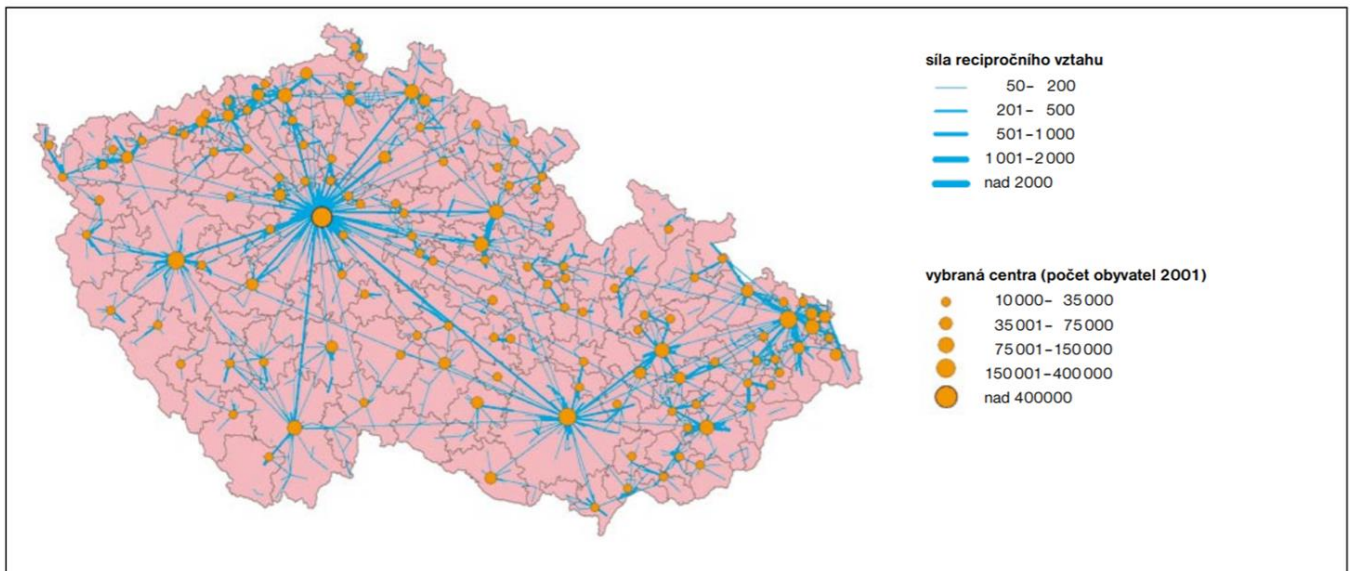 síla recipročního vztahu
50– 200
201– 500
501–1 000
1 001–2 000
nad 2000
vybraná centra (počet obyvatel 2001)
10 000– 35 000
35 001– 75 000
75 001–150 000
150 001–400 000
nad 400000